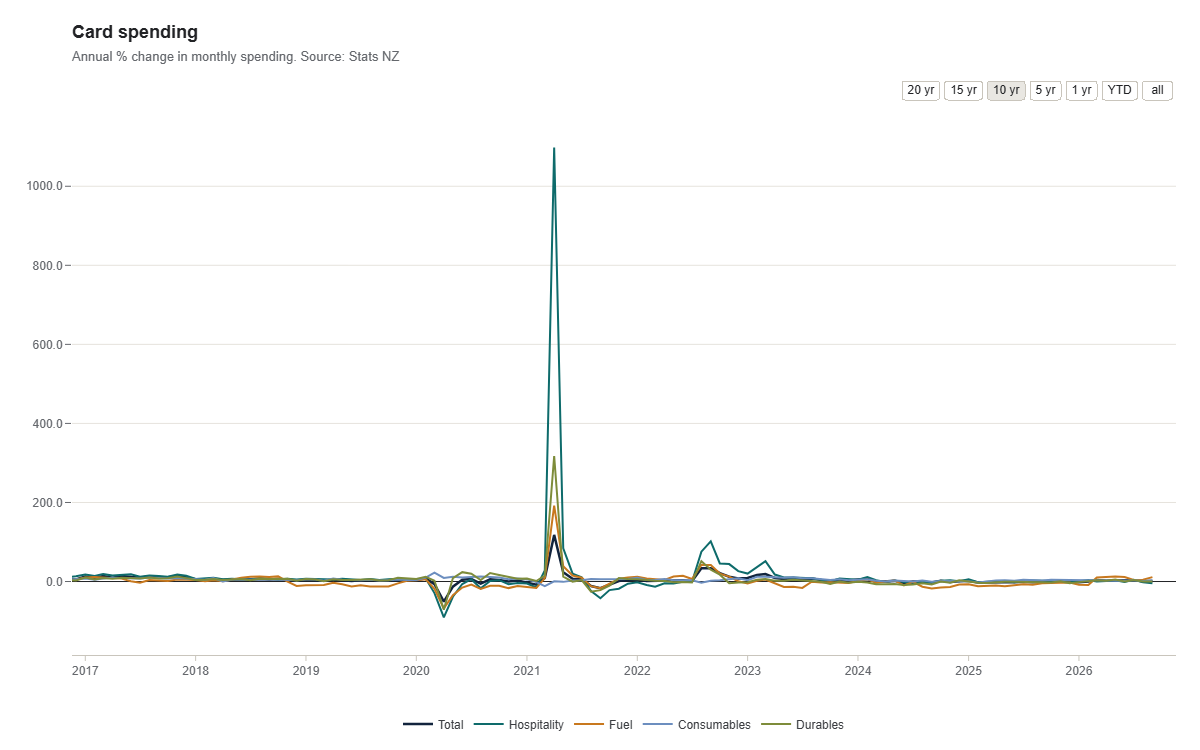 Card spending
Annual % change in monthly spending. Source: Stats NZ
20 yr 15 yr 10 yr 5 yr 1 yr YTD all
1000.0
800.0
600.0
400.0
200.0
0.0
2017 2018 2019 2020 2021 2022 2023 2024 2025 2026
Total Hospitality Fuel Consumables Durables